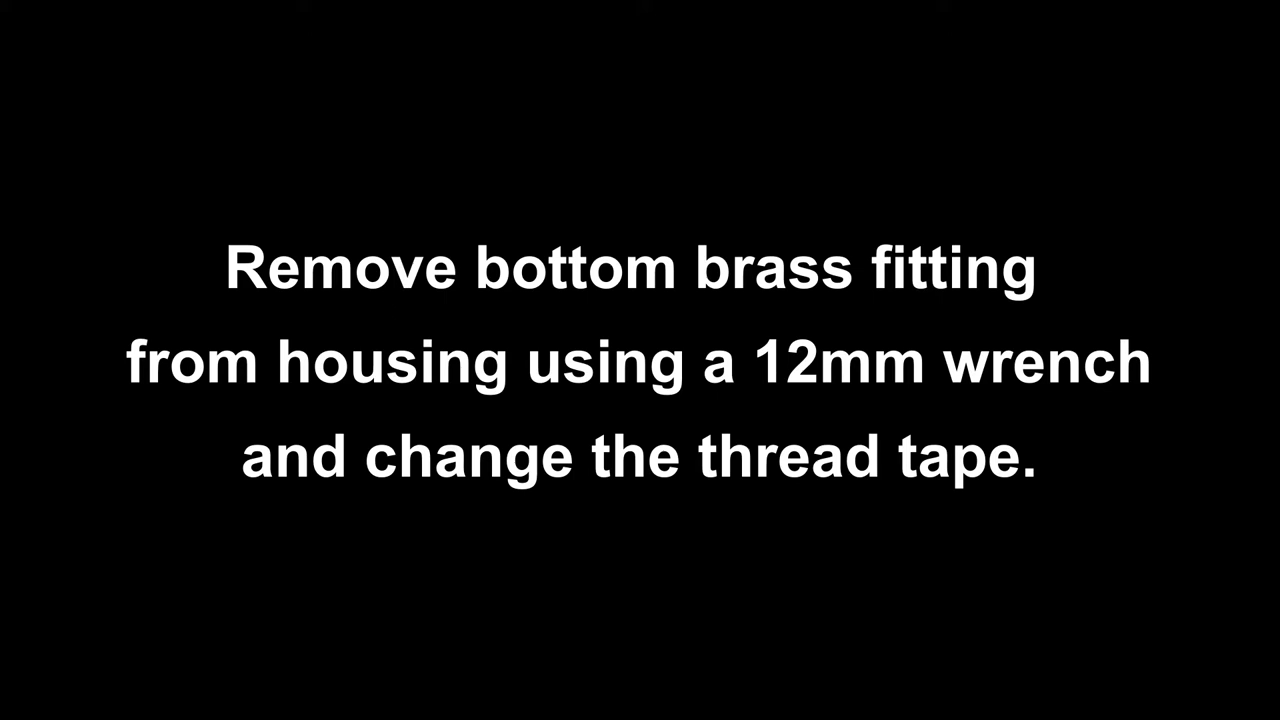 Remove bottom brass fitting
from housing using a 12mm wrench
and change the thread tape.